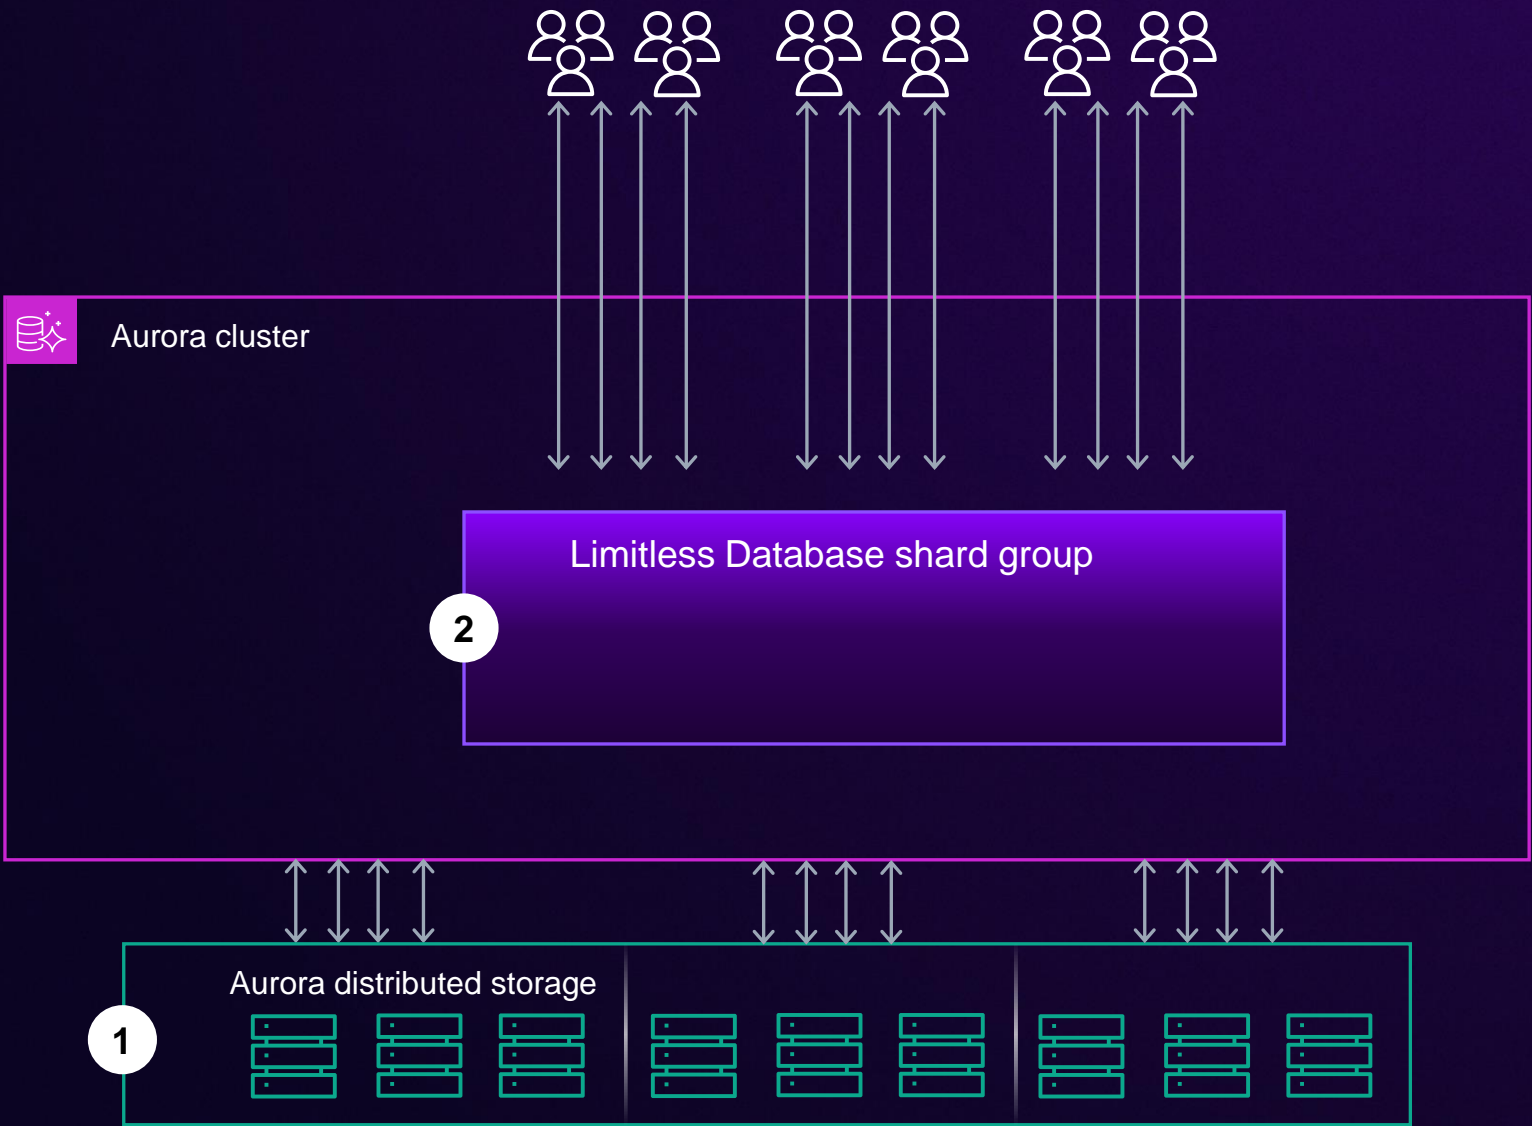 Aurora cluster
Limitless Database shard group
2
Aurora distributed storage
1